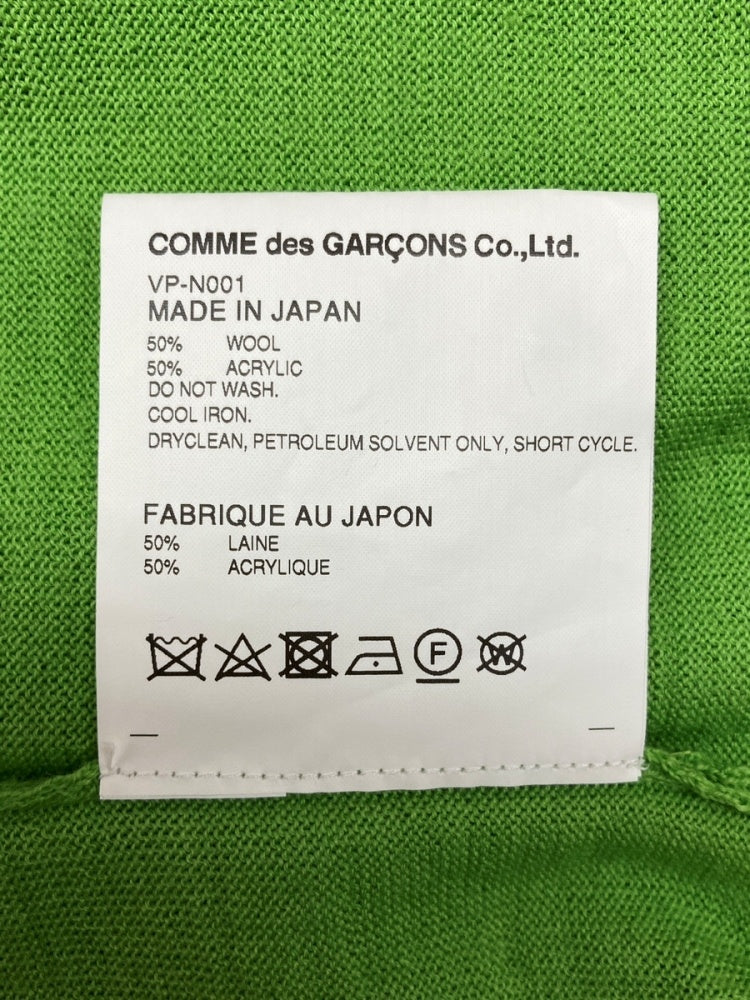 COMME des GARÇONS Co.,Ltd.
VP-N001
MADE IN JAPAN
50% WOOL
50% ACRYLIC
DO NOT WASH.
COOL IRON.
DRYCLEAN, PETROLEUM SOLVENT ONLY, SHORT CYCLE.
FABRIQUE AU JAPON
50% LAINE
50% ACRYLIQUE
F W